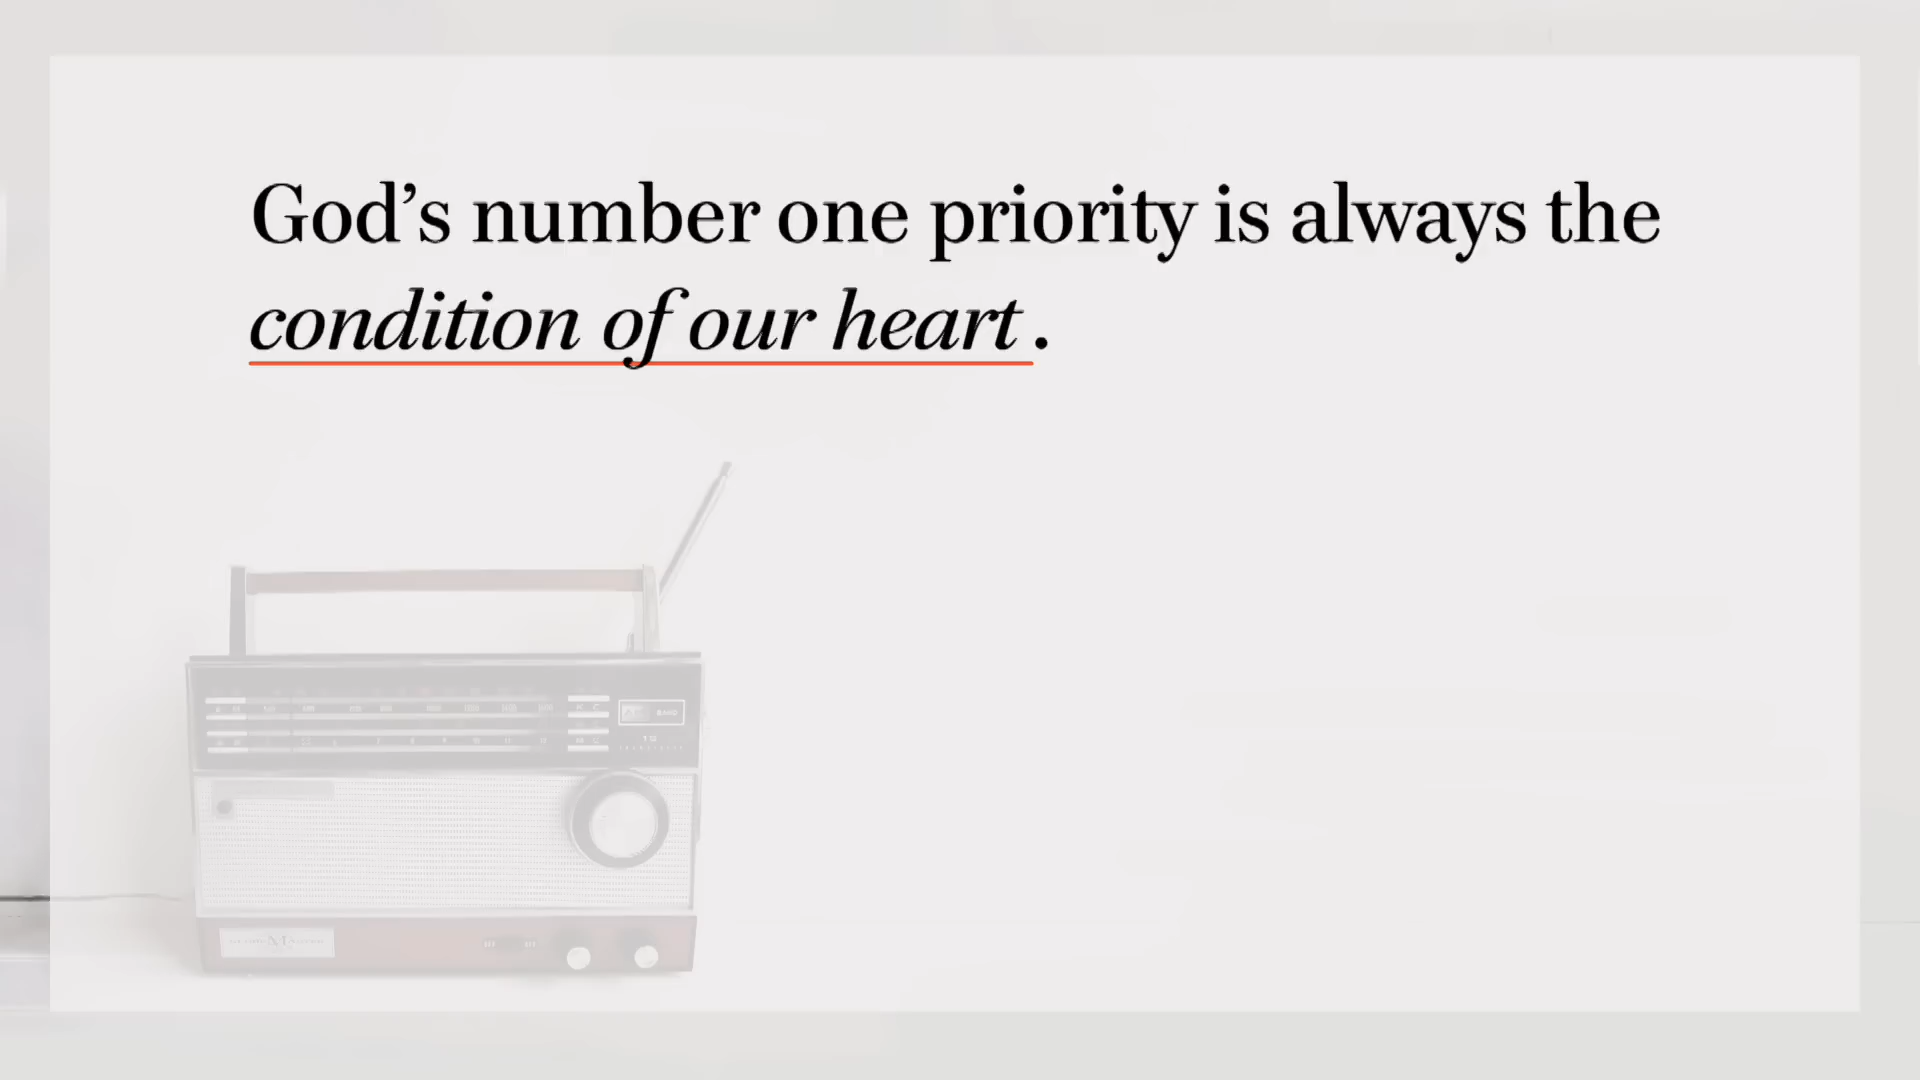 God’s number one priority is always the
condition of our heart.